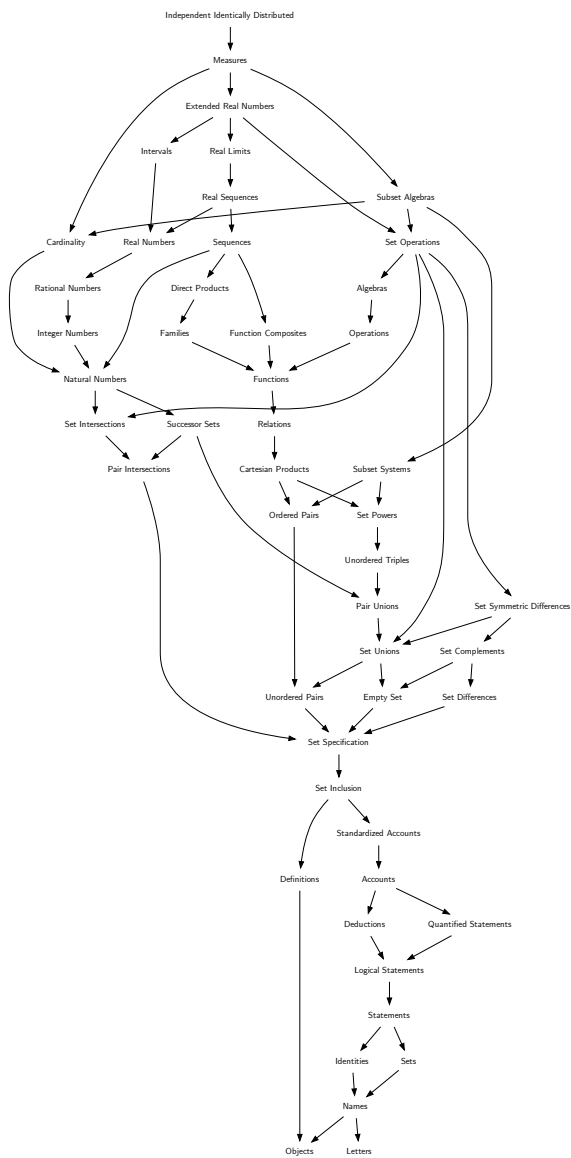 Independent Identically Distributed
Measures
Extended Real Numbers
Intervals
Real Limits
Real Sequences
Subset Algebras
Cardinality
Real Numbers
Sequences
Set Operations
Rational Numbers
Direct Products
Algebras
Integer Numbers
Families
Function Composites
Operations
Natural Numbers
Functions
Set Intersections
Successor Sets
Relations
Pair Intersections
Cartesian Products
Subset Systems
Ordered Pairs
Set Powers
Unordered Triples
Pair Unions
Set Symmetric Differences
Set Unions
Set Complements
Unordered Pairs
Empty Set
Set Differences
Set Specification
Set Inclusion
Standardized Accounts
Definitions
Accounts
Deductions
Quantified Statements
Logical Statements
Statements
Identities
Sets
Names
Objects
Letters